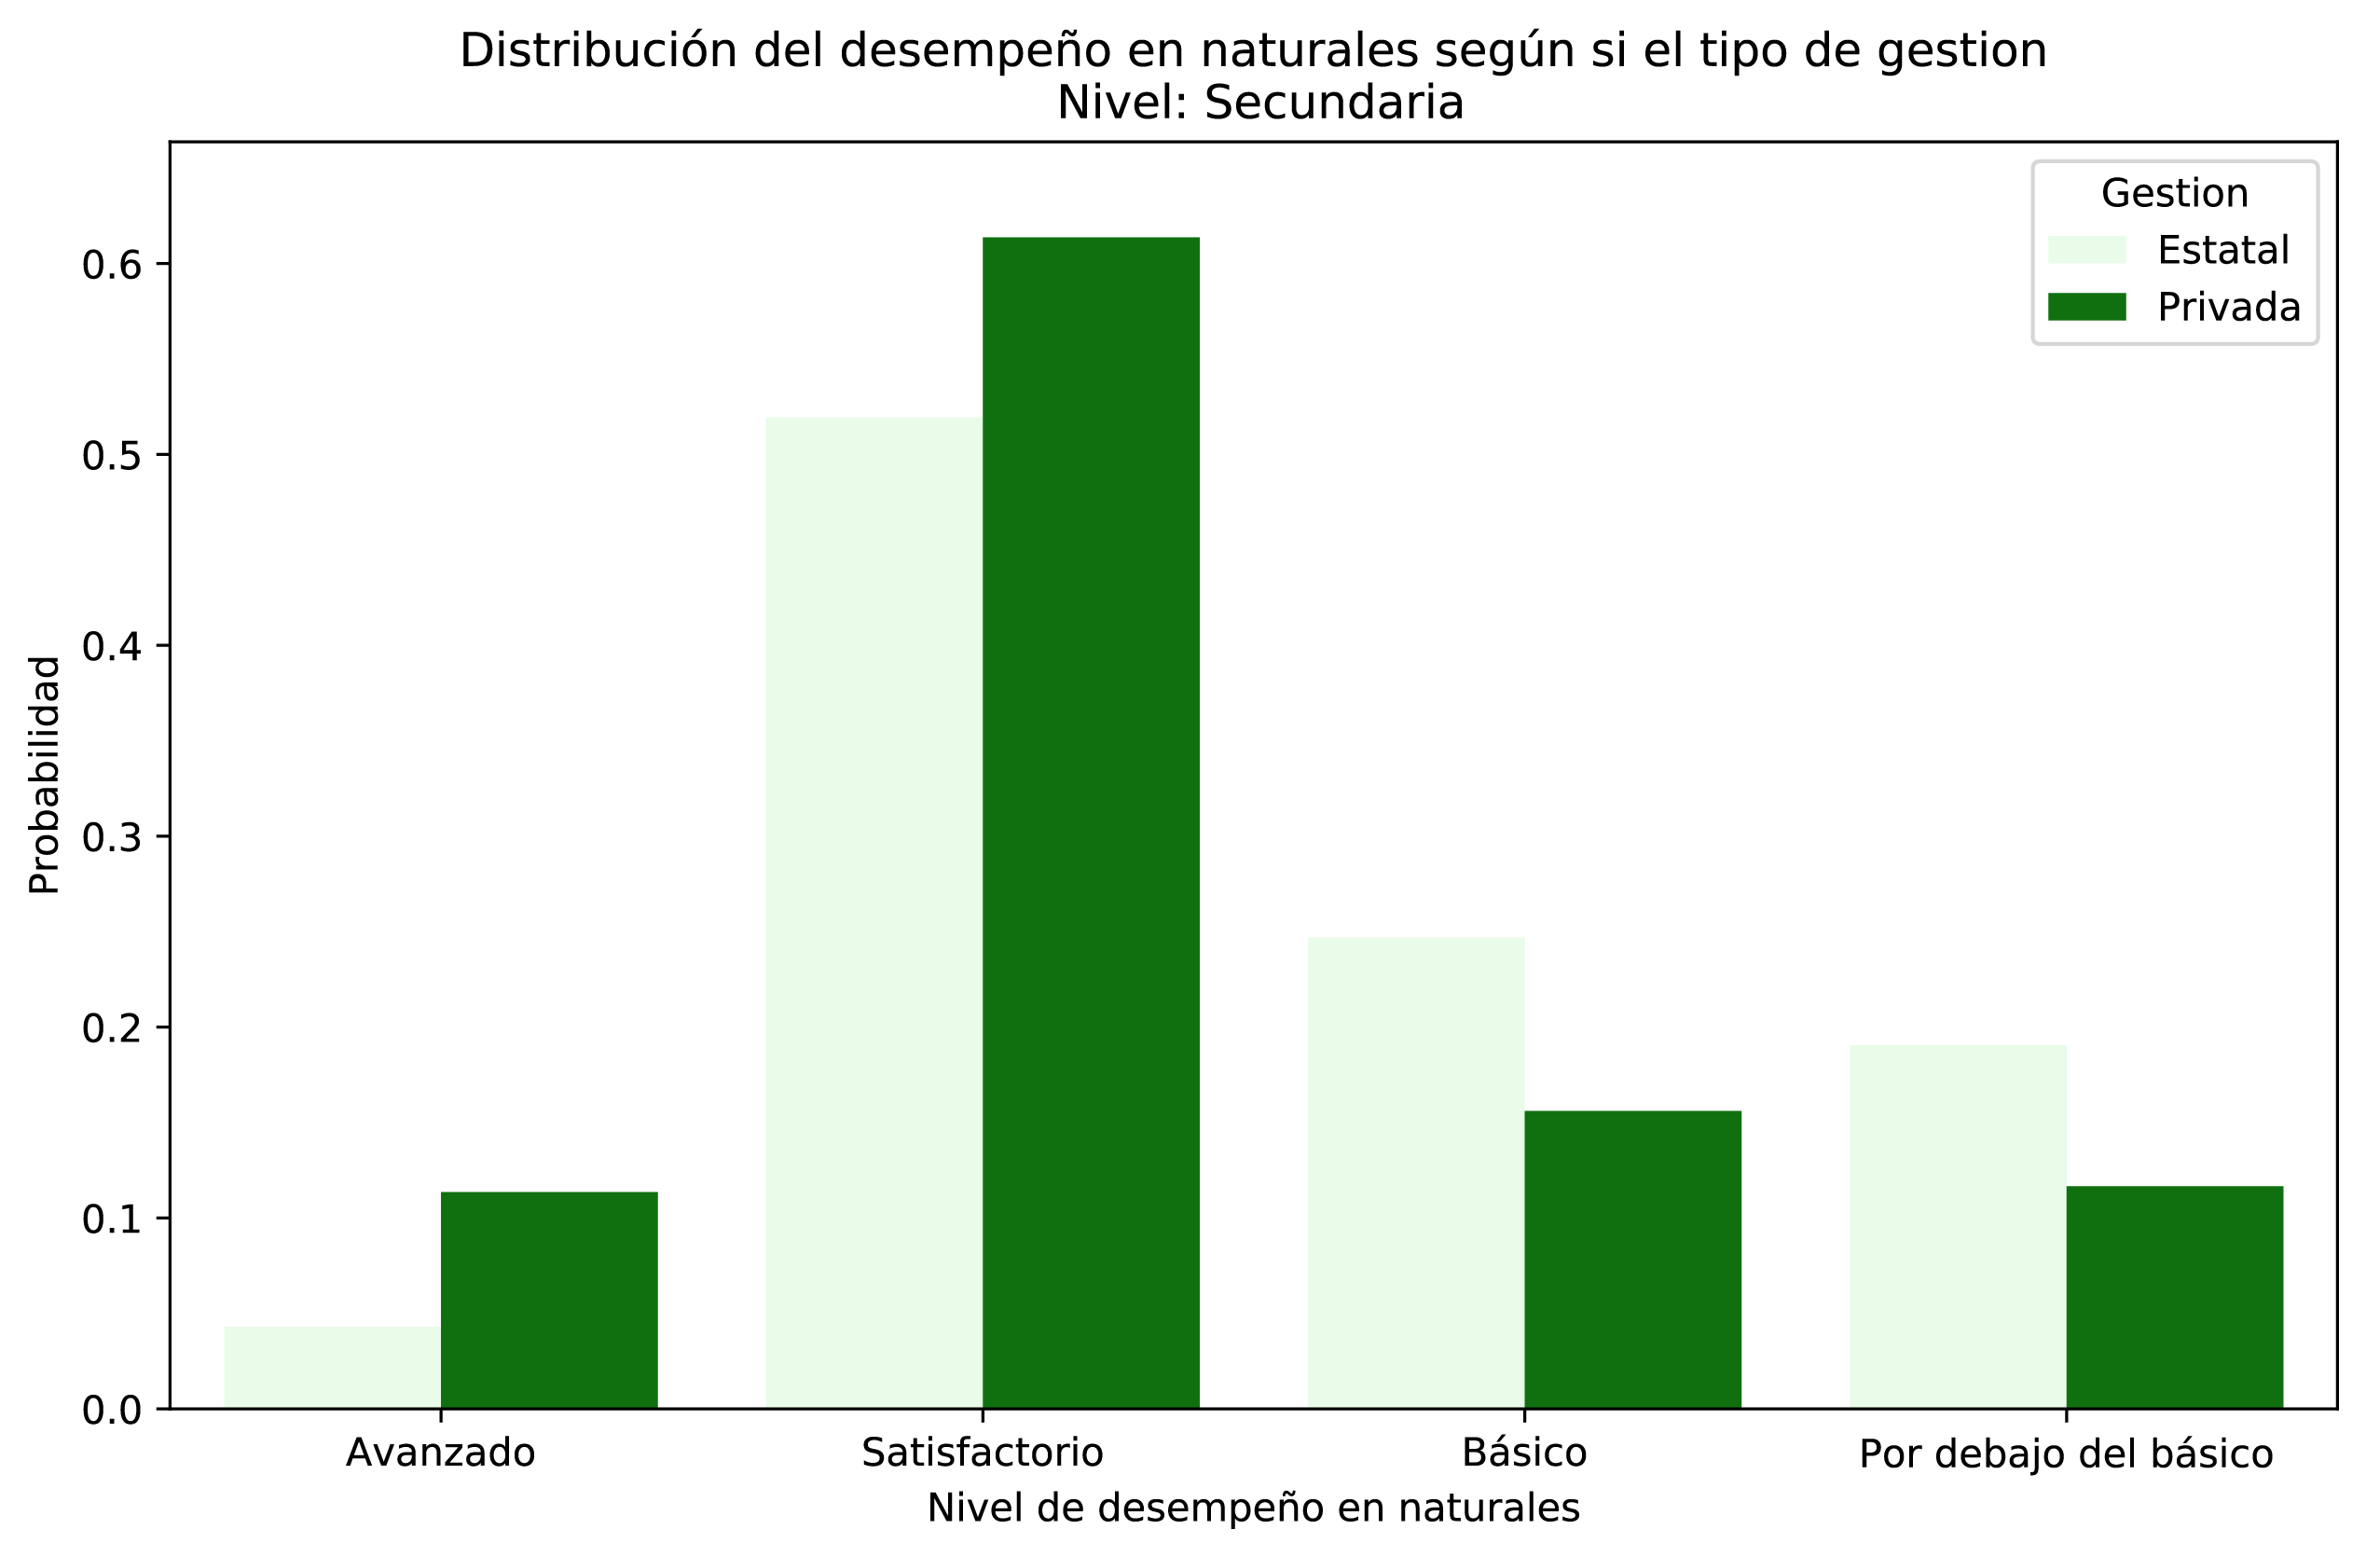 Distribución del desempeño en naturales según si el tipo de gestion
Nivel: Secundaria
Gestion
Estatal
Privada
Probabilidad
0.6
0.5
0.4
0.3
0.2
0.1
0.0
Avanzado
Satisfactorio
Básico
Por debajo del básico
Nivel de desempeño en naturales